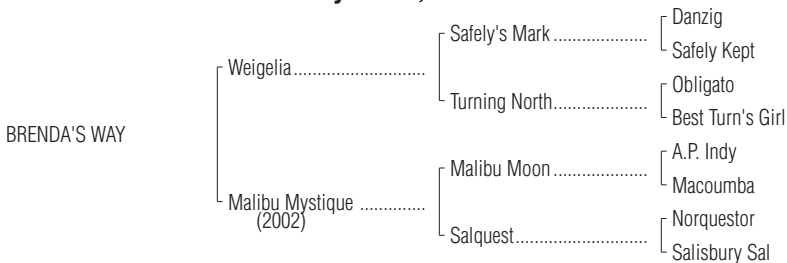 Danzig
Safely's Mark ....................
Safely Kept
Weigelia............................
Obligato
Turning North....................
Best Turn's Girl
BRENDA'S WAY
A.P. Indy
Malibu Moon ....................
Macoumba
Malibu Mystique ..............
(2002)
Norquestor
Salquest............................
Salisbury Sal